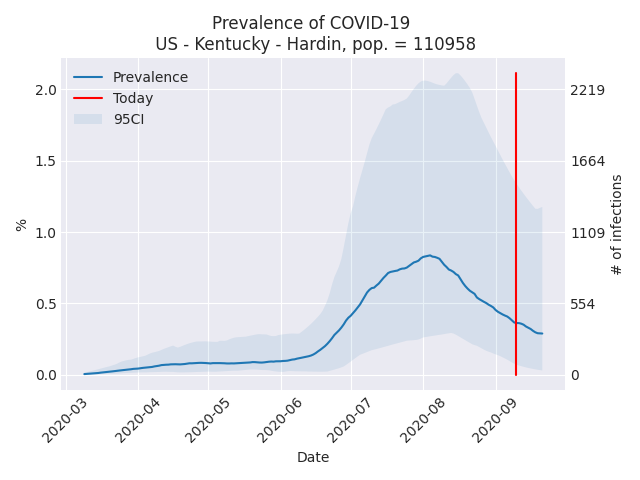 Prevalence of COVID-19
US - Kentucky - Hardin, pop. = 110958
Prevalence
Today
95CI
2.0
1.5
1.0
0.5
0.0
%
2219
1664
1109
554
0
# of infections
2020-03
2020-04
2020-05
2020-06
2020-07
2020-08
2020-09
Date